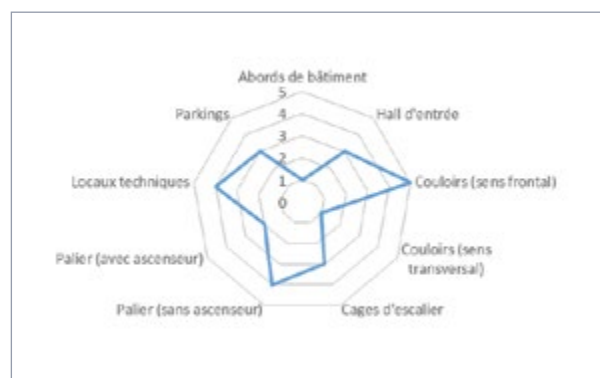 Abords de bâtiment
5
4
3
2
1
0
Hall d'entrée
Couloirs (sens frontal)
Couloirs (sens
transversal)
Cages d'escalier
Palier (sans ascenseur)
Palier (avec ascenseur)
Locaux techniques
Parkings